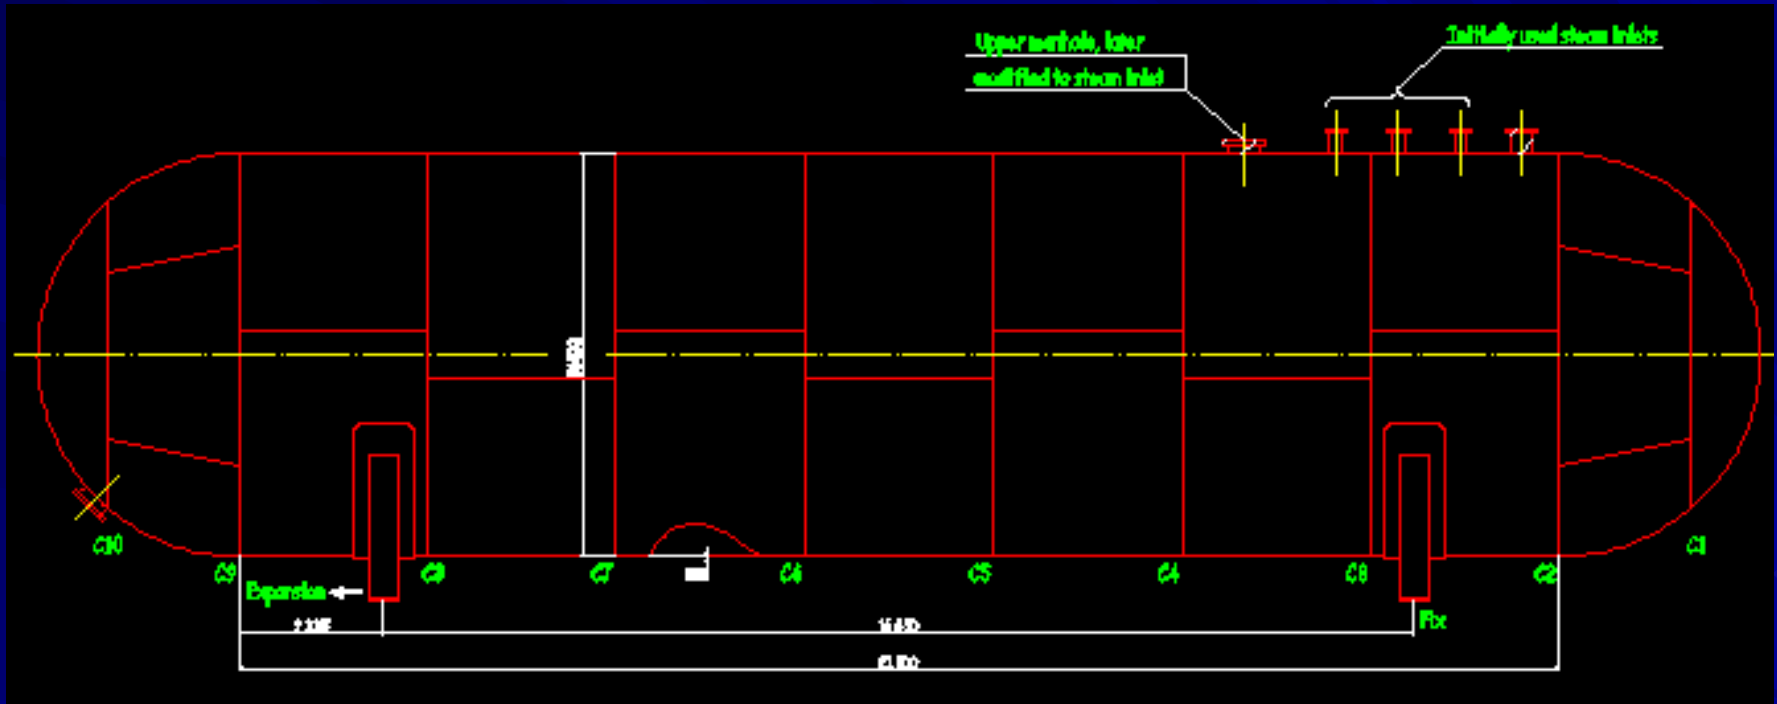 Upper manhole, later
modified to steam inlet
Initially used steam inlets
C10
C9
C8
C7
C6
C5
C4
C3
C2
C1
Expansion
Fix